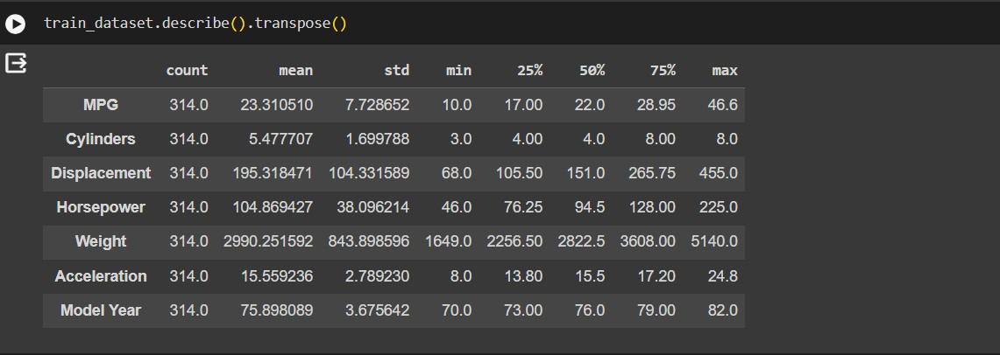 train_dataset.describe().transpose()
count mean std min 25% 50% 75% max
MPG 314.0 23.310510 7.728652 10.0 17.00 22.0 28.95 46.6
Cylinders 314.0 5.477707 1.699788 3.0 4.00 4.0 8.00 8.0
Displacement 314.0 195.318471 104.331589 68.0 105.50 151.0 265.75 455.0
Horsepower 314.0 104.869427 38.096214 46.0 76.25 94.5 128.00 225.0
Weight 314.0 2990.251592 843.898596 1649.0 2256.50 2822.5 3608.00 5140.0
Acceleration 314.0 15.559236 2.789230 8.0 13.80 15.5 17.20 24.8
Model Year 314.0 75.898089 3.675642 70.0 73.00 76.0 79.00 82.0